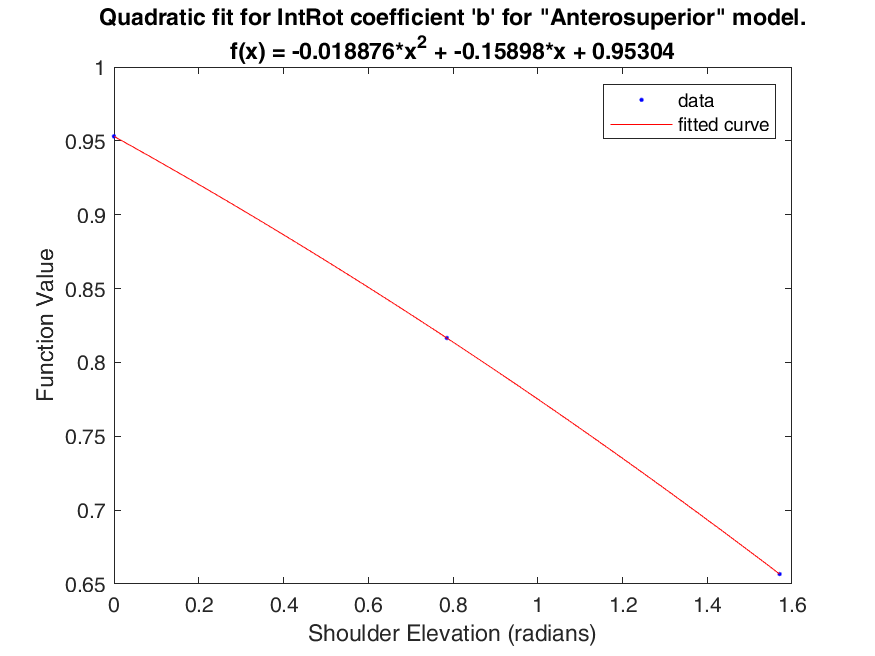 Quadratic fit for IntRot coefficient 'b' for "Anterosuperior" model.
f(x) = -0.018876*x² + -0.15898*x + 0.95304
data
fitted curve
1
0.95
0.9
0.85
0.8
0.75
0.7
0.65
Function Value
0 0.2 0.4 0.6 0.8 1 1.2 1.4 1.6
Shoulder Elevation (radians)